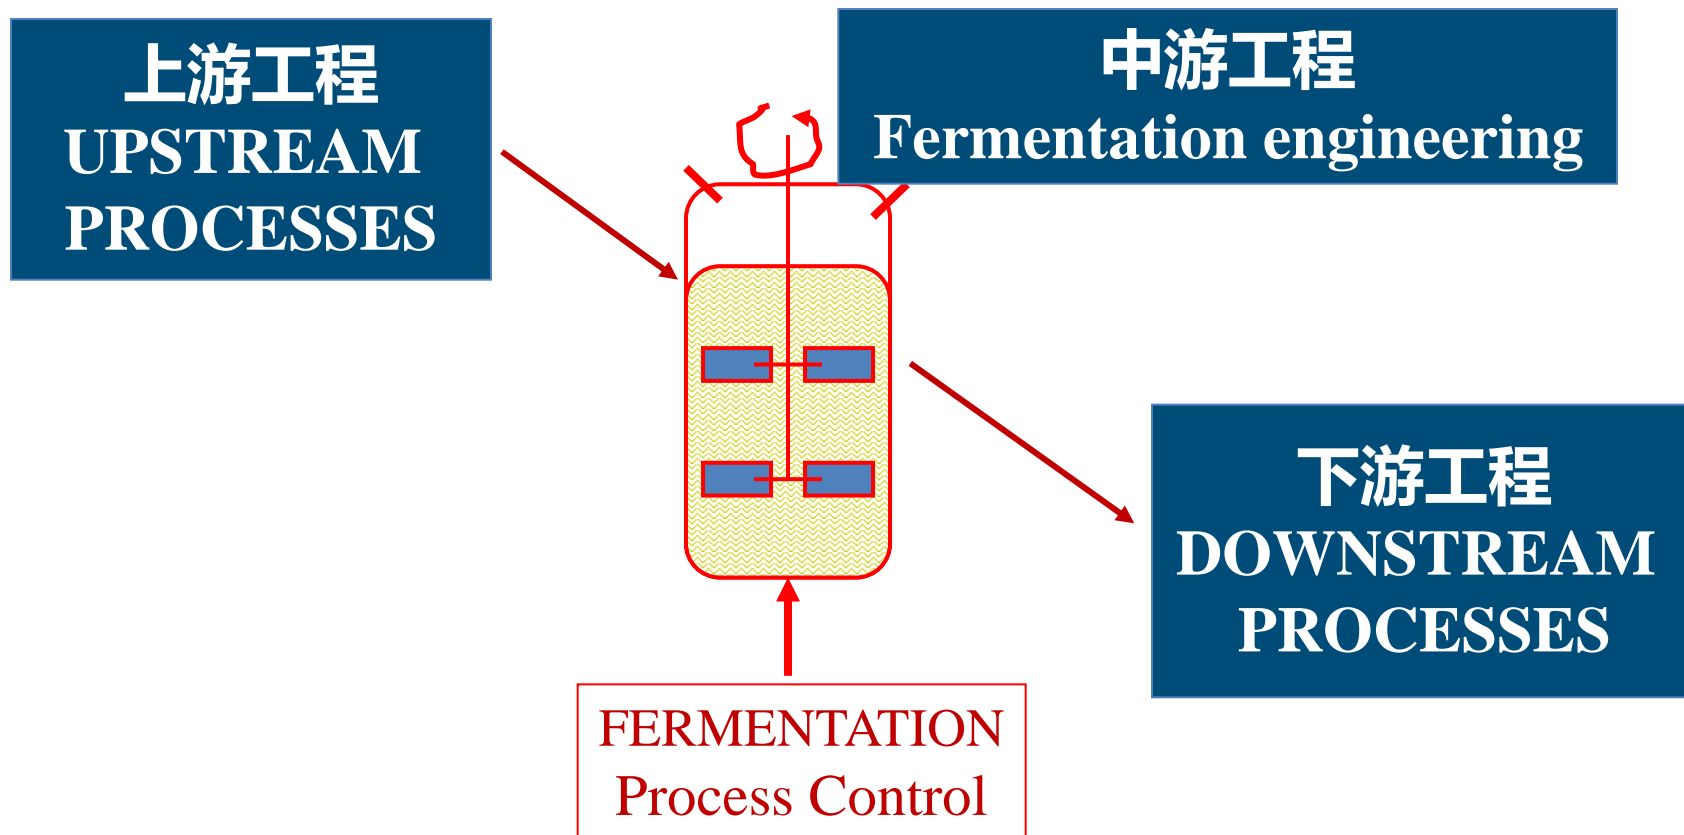 上游工程
UPSTREAM
PROCESSES
中游工程
Fermentation engineering
下游工程
DOWNSTREAM
PROCESSES
FERMENTATION
Process Control